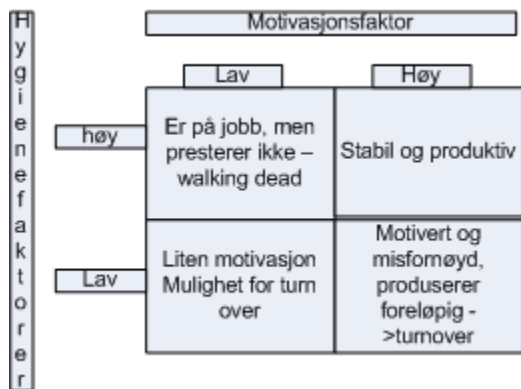 Motivasjonsfaktor
Hygienefaktorer
Lav
Høy
høy
Er på jobb, men
presterer ikke –
walking dead
Stabil og produktiv
Lav
Liten motivasjon
Mulighet for turn
over
Motivert og
misfornøyd,
produserer
foreløpig -
>turnover